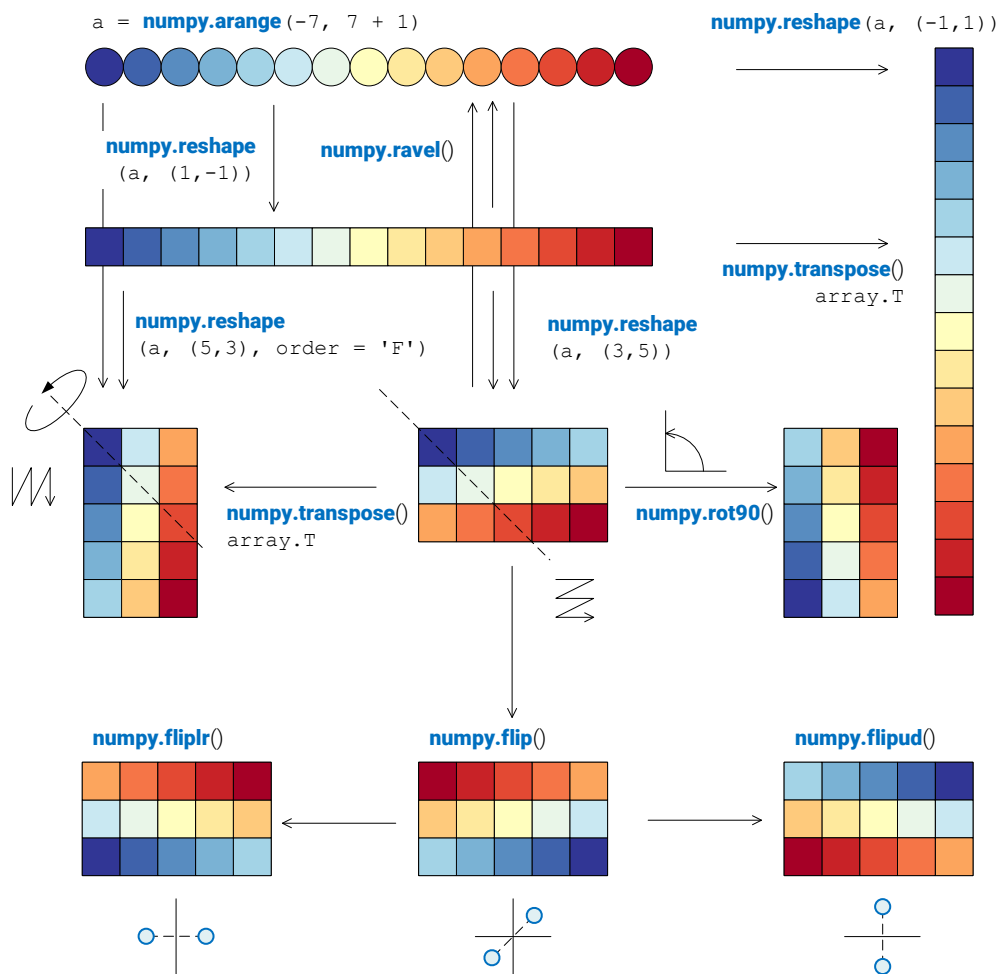 a = numpy.arange(-7, 7 + 1)
numpy.reshape(a, (-1,1))
numpy.reshape
(a, (1,-1))
numpy.ravel()
numpy.transpose()
array.T
numpy.reshape
(a, (5,3), order = 'F')
numpy.reshape
(a, (3,5))
numpy.transpose()
array.T
numpy.rot90()
numpy.fliplr()
numpy.flip()
numpy.flipud()